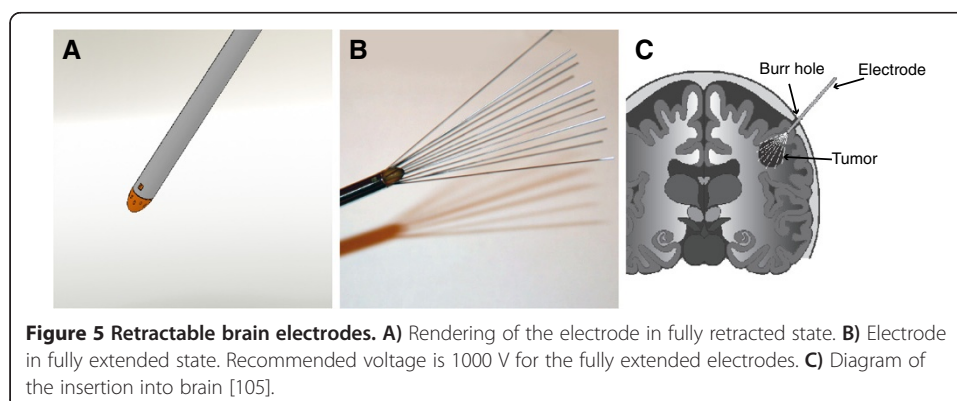 A
B
C
Burr hole
Electrode
Tumor
Figure 5 Retractable brain electrodes. A) Rendering of the electrode in fully retracted state. B) Electrode
in fully extended state. Recommended voltage is 1000 V for the fully extended electrodes. C) Diagram of
the insertion into brain [105].